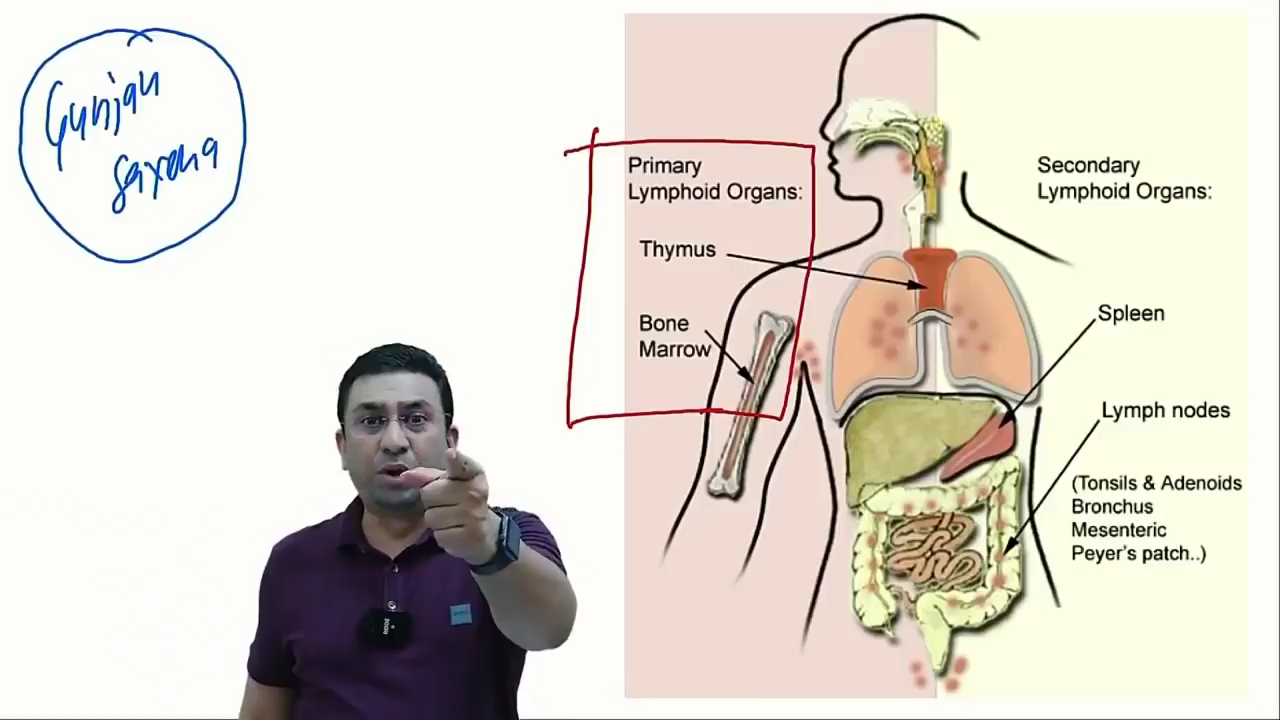 Gunjan
Saxena
Primary
Lymphoid Organs:
Thymus
Bone
Marrow
Secondary
Lymphoid Organs:
Spleen
Lymph nodes
(Tonsils & Adenoids
Bronchus
Mesenteric
Peyer's patch..)